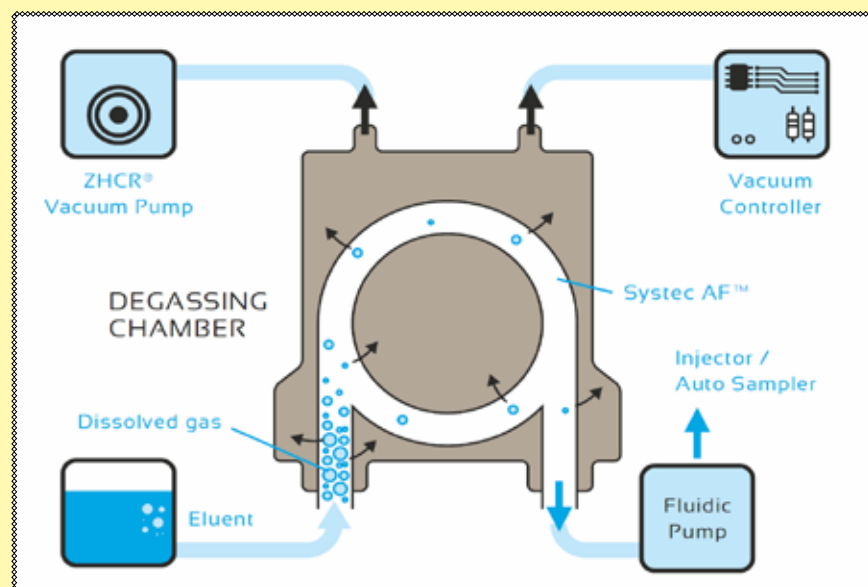 ZHCR®
Vacuum Pump
Vacuum
Controller
DEGASSING
CHAMBER
Systec AF™
Injector /
Auto Sampler
Dissolved gas
Eluent
Fluidic
Pump